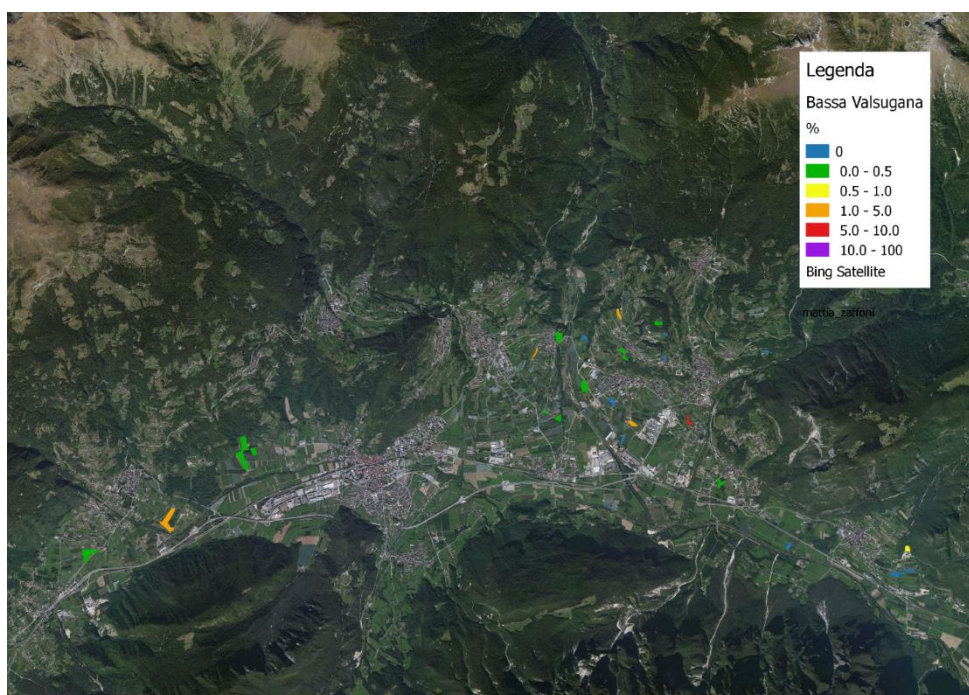 Legenda
Bassa Valsugana
%
0
0.0 - 0.5
0.5 - 1.0
1.0 - 5.0
5.0 - 10.0
10.0 - 100
Bing Satellite
mattia_zaffoni